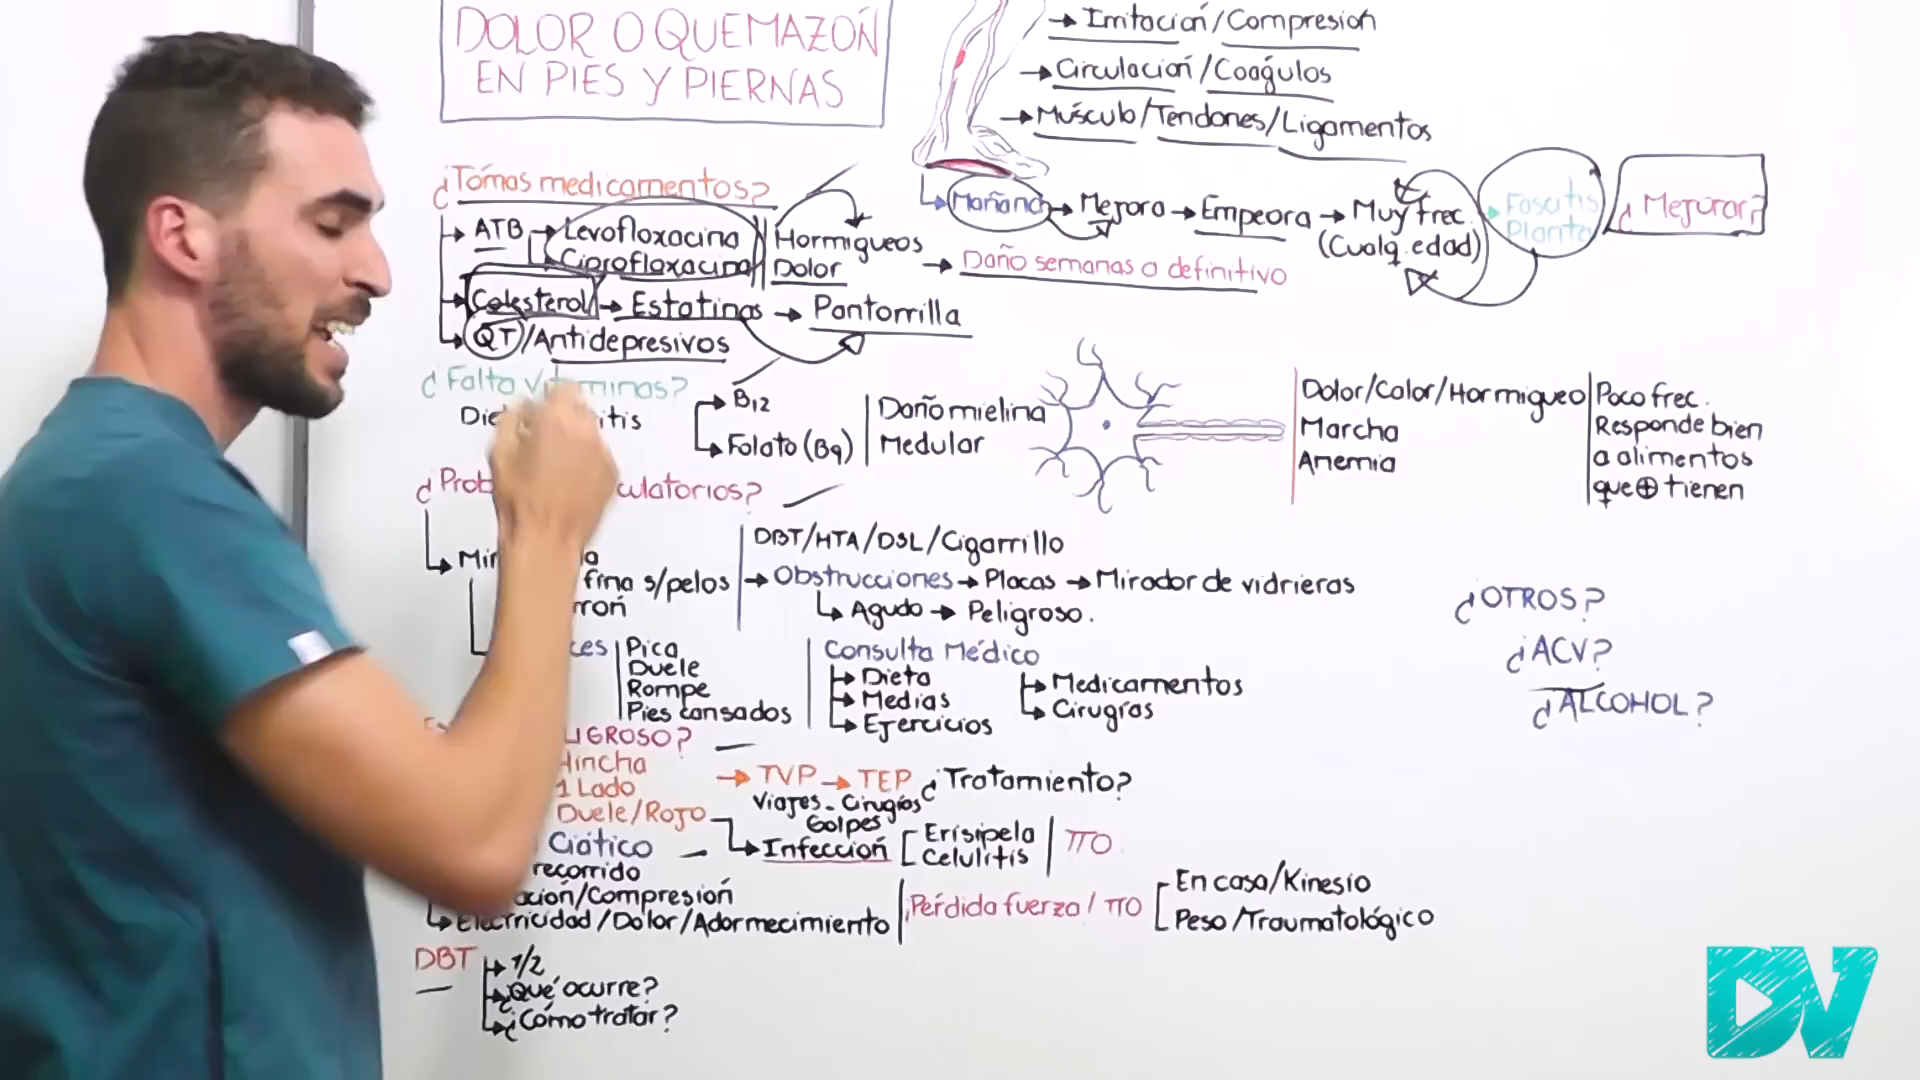 DOLOR O QUEMAZÓN
EN PIES Y PIERNAS
→ Irritación/Compresión
→ Circulación/Coágulos
→ Músculo/Tendones/Ligamentos
Mañana → Mejora → Empeora → Muy frec.
(Cualq. edad)
Fascitis
Planta
¿Mejorar?
¿Tomas medicamentos?
→ ATB → Levofloxacina
Ciprofloxacina
Hormigueos
Dolor
→ Daño semanas o definitivo
→ Colesterol → Estatinas → Pantorrilla
QT/Antidepresivos
¿Falta Vitaminas?
→ B12
→ Folato (B9)
Daño mielina
Medular
Dolor/Calor/Hormigueo
Marcha
Anemia
Poco frec.
Responde bien
a alimentos
que ⊕ tienen
culatorios?
fina s/pelos
DBT/HTA/DSL/Cigarrillo
→ Obstrucciones → Placas → Mirador de vidrieras
→ Agudo → Peligroso.
Pica
Duele
Rompe
Pies cansados
Consulta Médico
→ Dieta
→ Medias
→ Ejercicios
→ Medicamentos
→ Cirugías
LIGROSO?
Hincha
1 Lado
Duele/Rojo
→ TVP → TEP ¿Tratamiento?
Viajes - Cirugías
Golpes
→ Infección
Erisipela
Celulitis
TTO
Ciático
recorrido
ación/Compresión
→ Electricidad/Dolor/Adormecimiento
¡Pérdida fuerza! TTO
En casa/Kinesio
Peso/Traumatológico
DBT
→ 1/2
→ ¿Qué ocurre?
→ ¿Cómo tratar?
¿OTROS?
¿ACV?
¿ALCOHOL?
DV